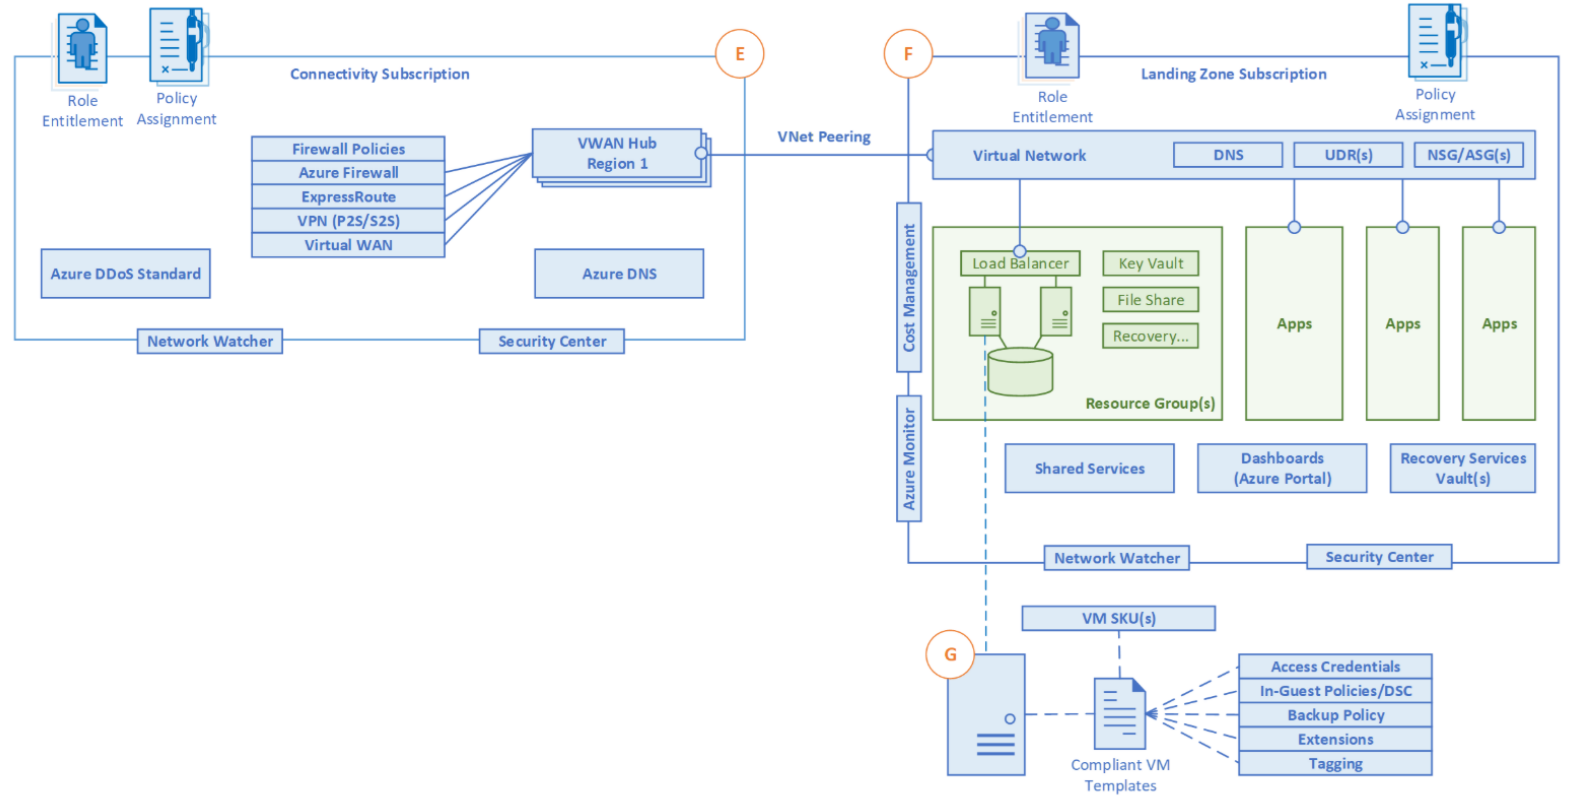 Connectivity Subscription
E
Role
Entitlement
Policy
Assignment
Firewall Policies
Azure Firewall
ExpressRoute
VPN (P2S/S2S)
Virtual WAN
VWAN Hub
Region 1
Azure DDoS Standard
Azure DNS
Network Watcher
Security Center
VNet Peering
F
Landing Zone Subscription
Role
Entitlement
Policy
Assignment
Virtual Network
DNS
UDR(s)
NSG/ASG(s)
Cost Management
Azure Monitor
Load Balancer
Key Vault
File Share
Recovery...
Resource Group(s)
Apps
Apps
Apps
Shared Services
Dashboards
(Azure Portal)
Recovery Services
Vault(s)
Network Watcher
Security Center
VM SKU(s)
G
Compliant VM
Templates
Access Credentials
In-Guest Policies/DSC
Backup Policy
Extensions
Tagging